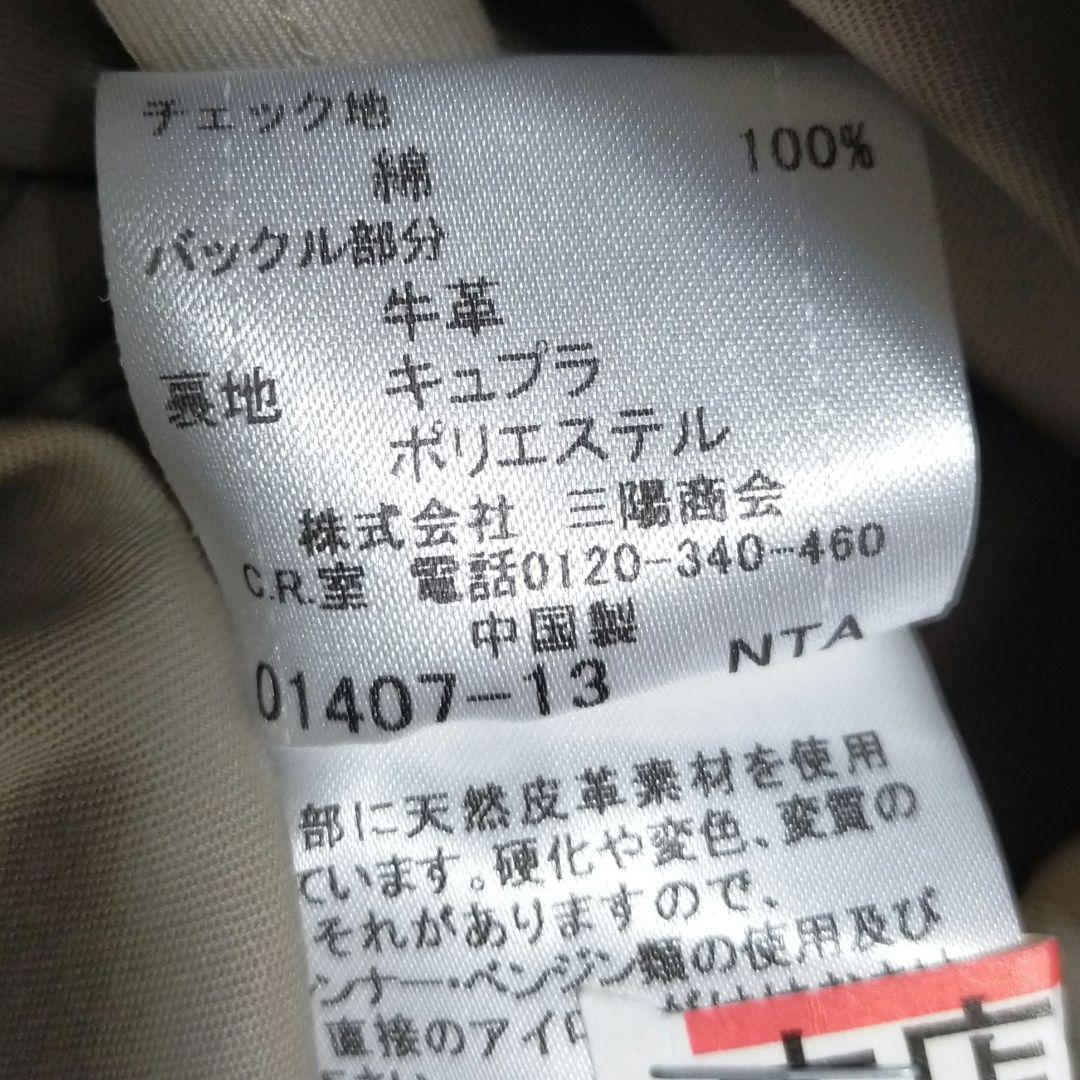 チェック地
綿 100%
バックル部分
牛革
裏地 キュプラ
ポリエステル
株式会社 三陽商会
C.R.室 電話0120-340-460
中国製
01407-13 NTA
部に天然皮革素材を使用
ています。硬化や変色、変質の
それがありますので、
ンナー・ベンジン類の使用及び
直接のアイ
店